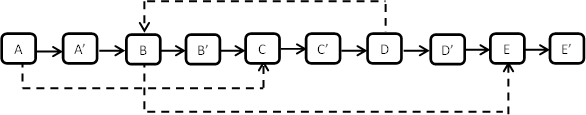 A A′ B B′ C C′ D D′ E E′